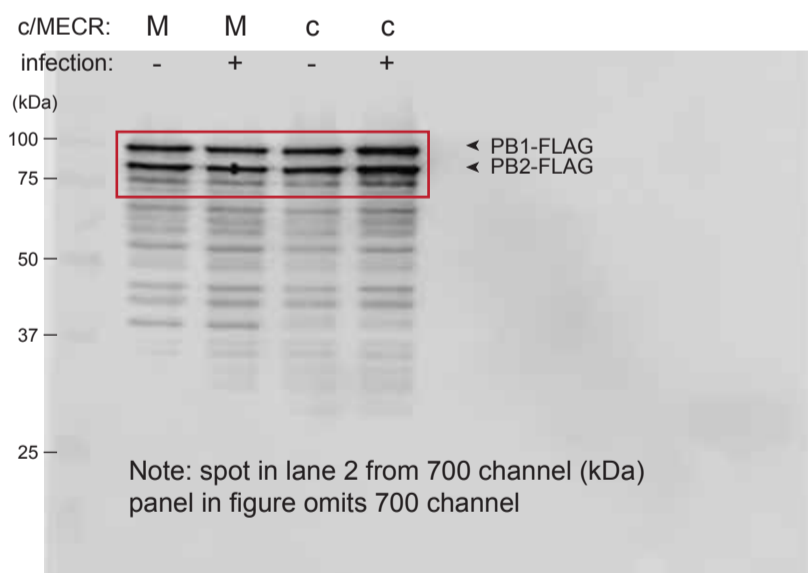 c/MECR: M M c c
infection: - + - +
(kDa)
100
PB1-FLAG
PB2-FLAG
75
50
37
25
Note: spot in lane 2 from 700 channel (kDa)
panel in figure omits 700 channel